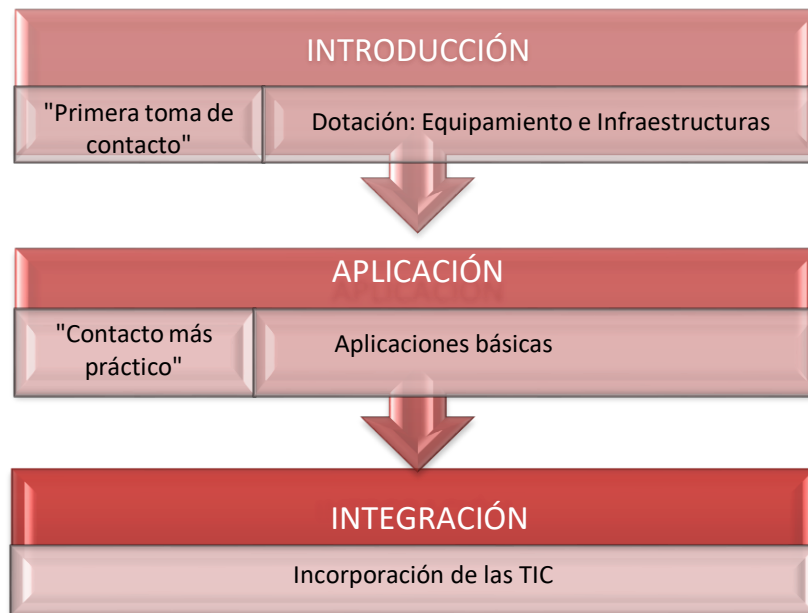 INTRODUCCIÓN
"Primera toma de
contacto"
Dotación: Equipamiento e Infraestructuras
APLICACIÓN
"Contacto más
práctico"
Aplicaciones básicas
INTEGRACIÓN
Incorporación de las TIC